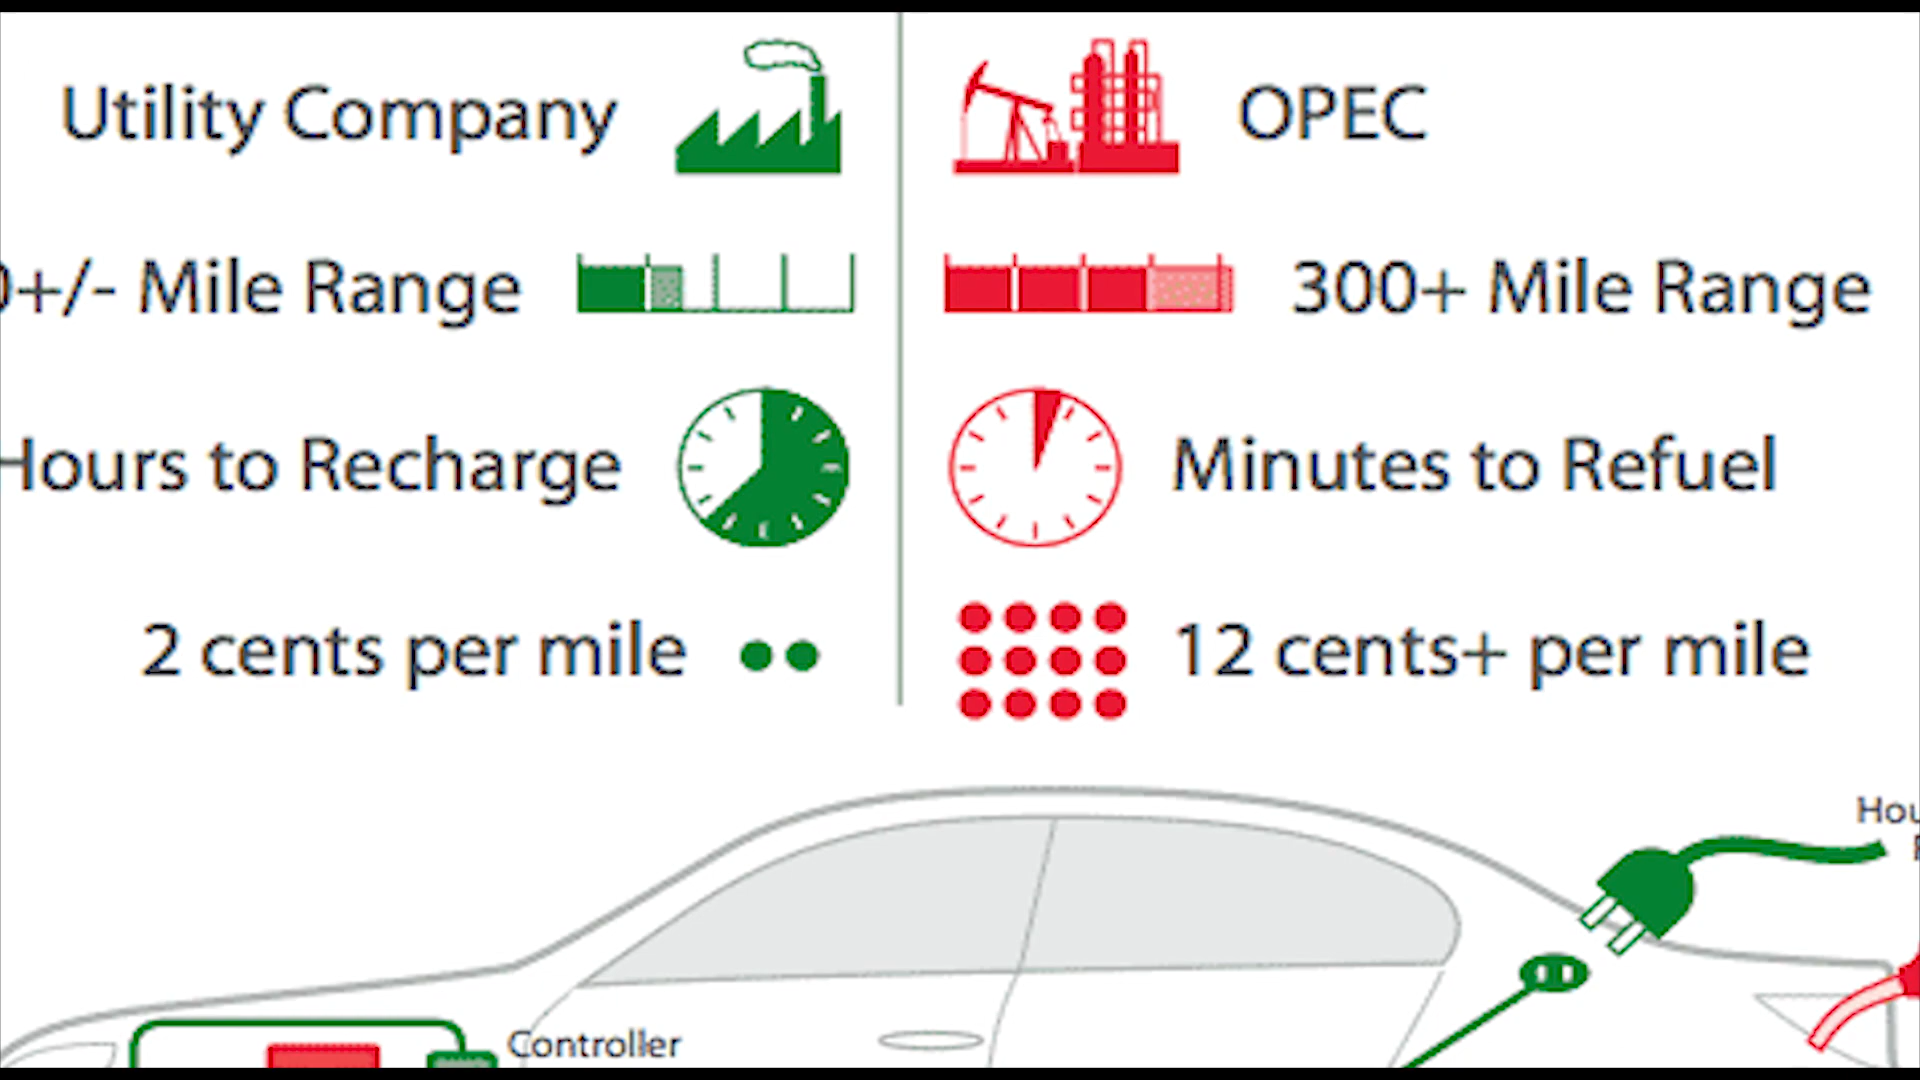 Utility Company
OPEC
+/- Mile Range
300+ Mile Range
Hours to Recharge
Minutes to Refuel
2 cents per mile
12 cents+ per mile
Controller